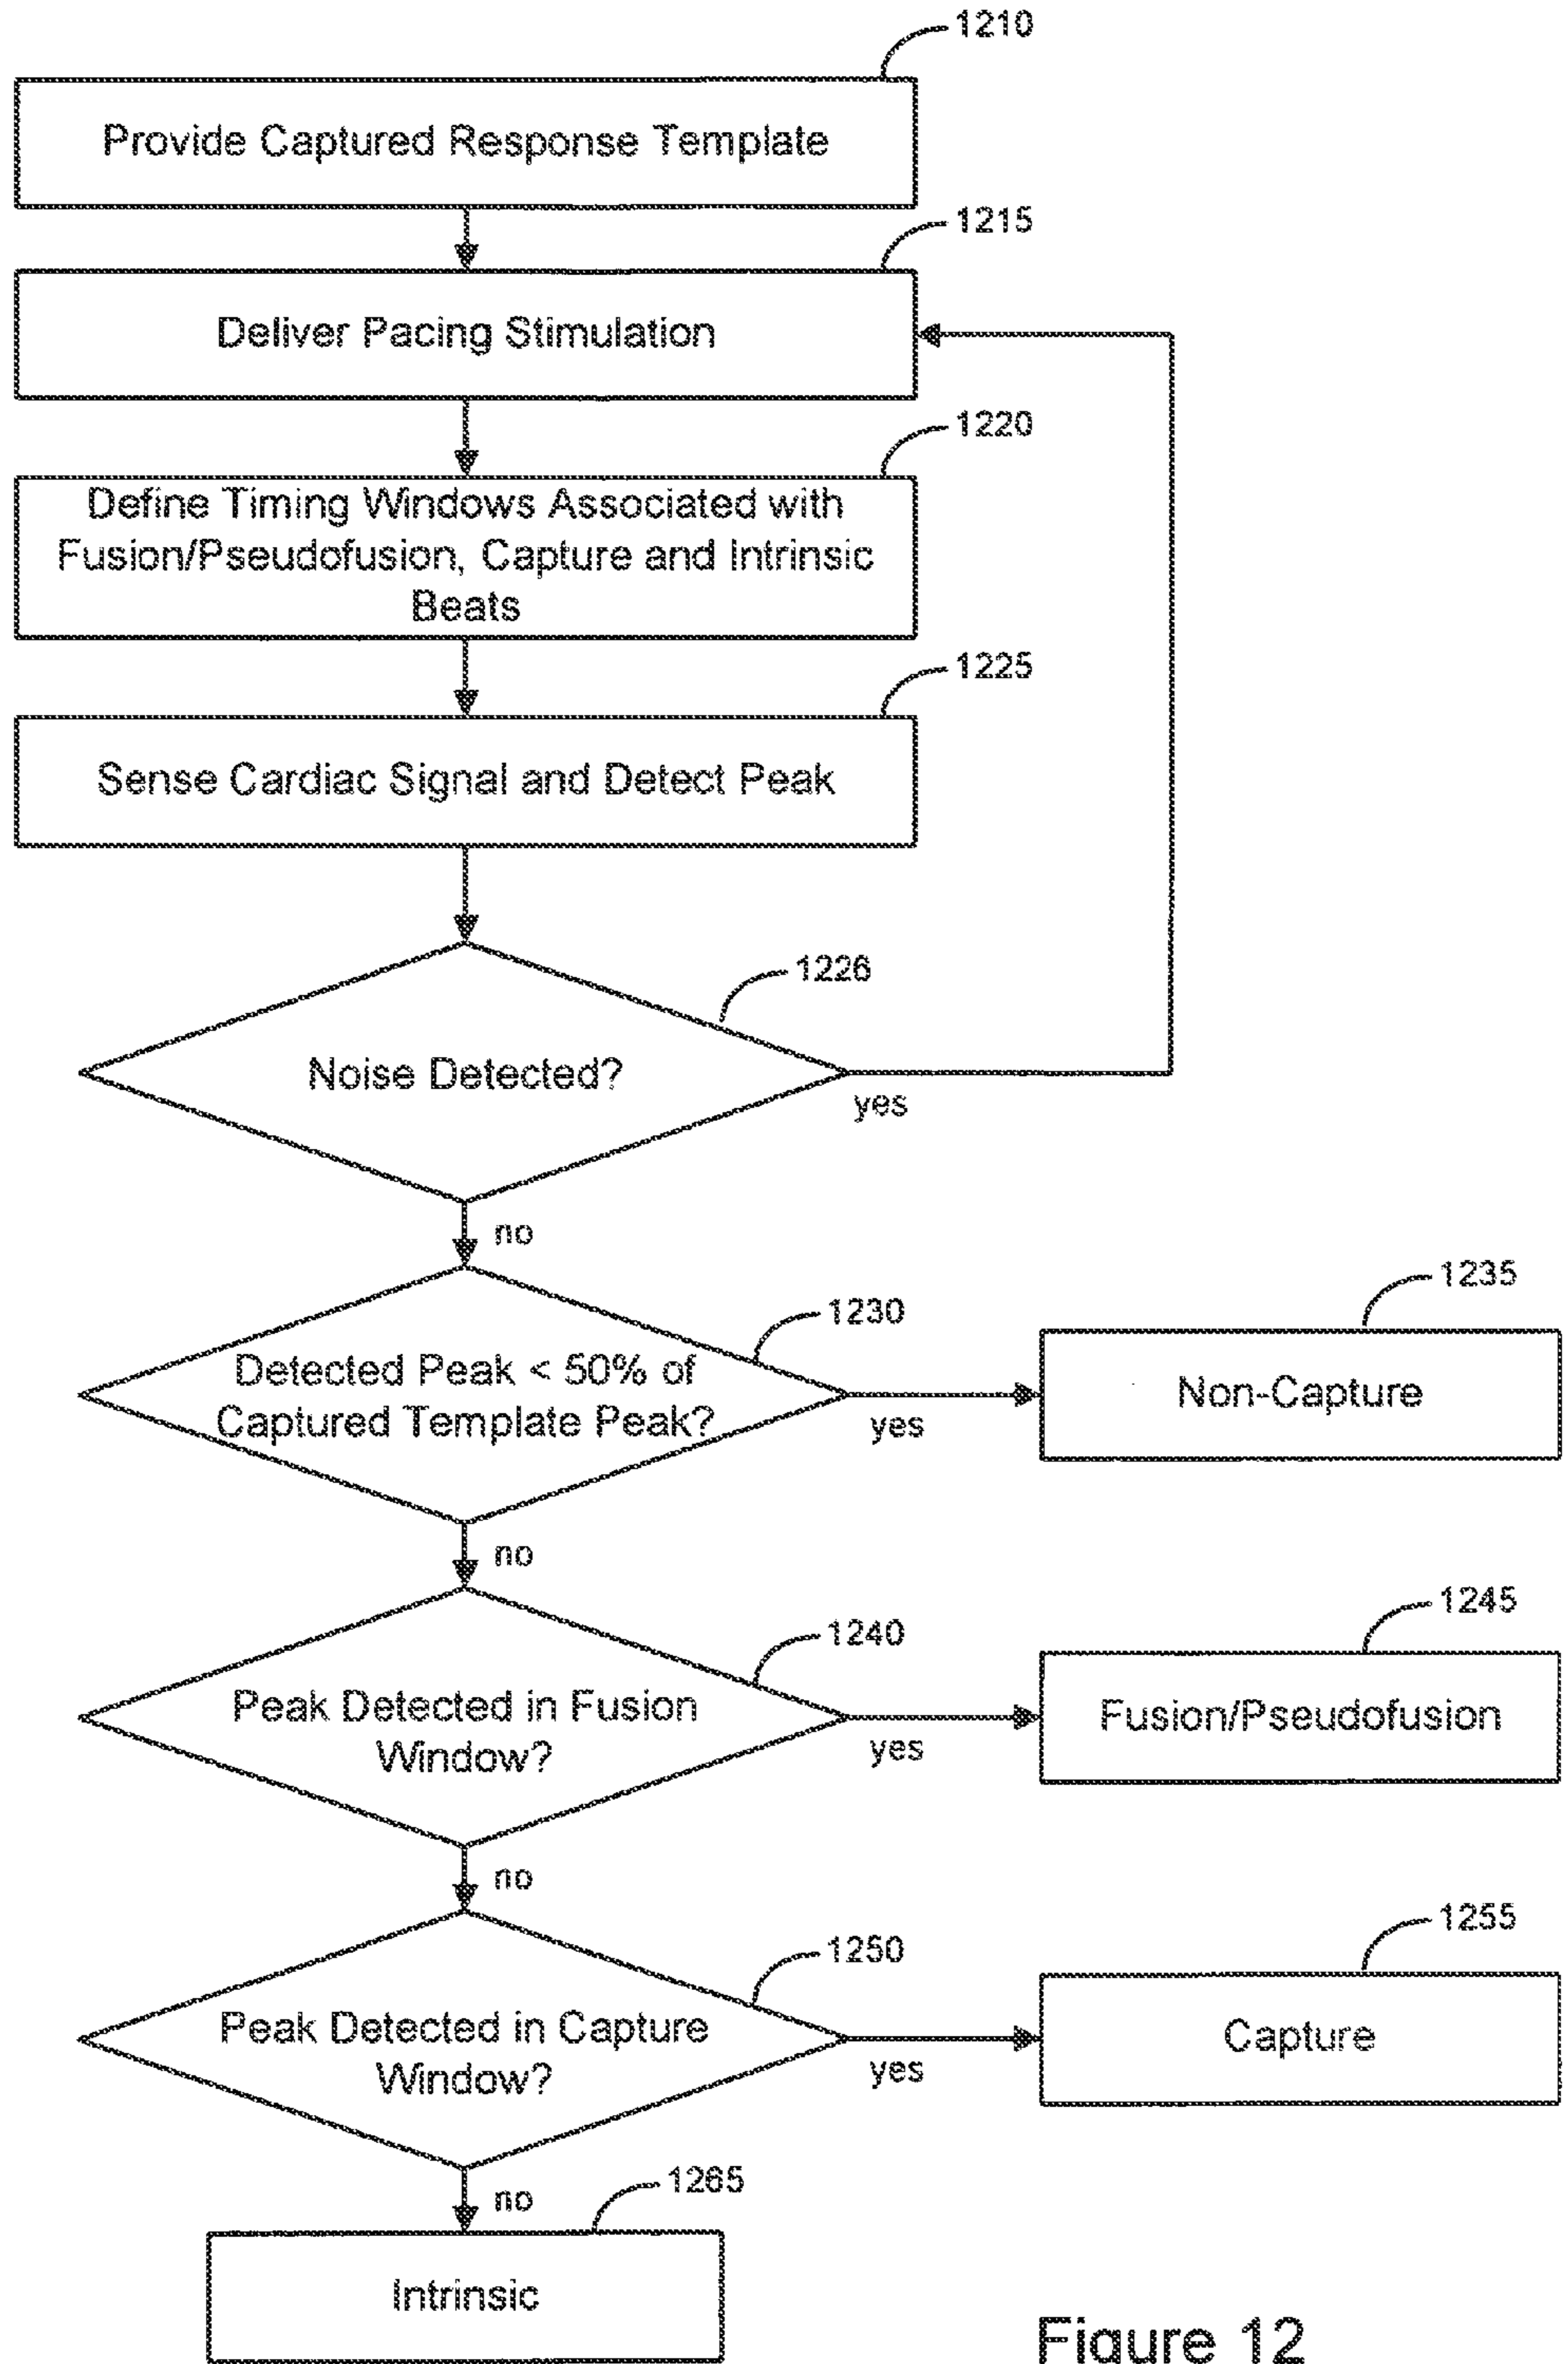 1210
Provide Captured Response Template
1215
Deliver Pacing Stimulation
1220
Define Timing Windows Associated with
Fusion/Pseudofusion, Capture and Intrinsic
Beats
1225
Sense Cardiac Signal and Detect Peak
1226
Noise Detected?
yes
no
1230
Detected Peak < 50% of
Captured Template Peak?
yes
1235
Non-Capture
no
1240
Peak Detected in Fusion
Window?
yes
1245
Fusion/Pseudofusion
no
1250
Peak Detected in Capture
Window?
yes
1255
Capture
no
1265
Intrinsic
Figure 12